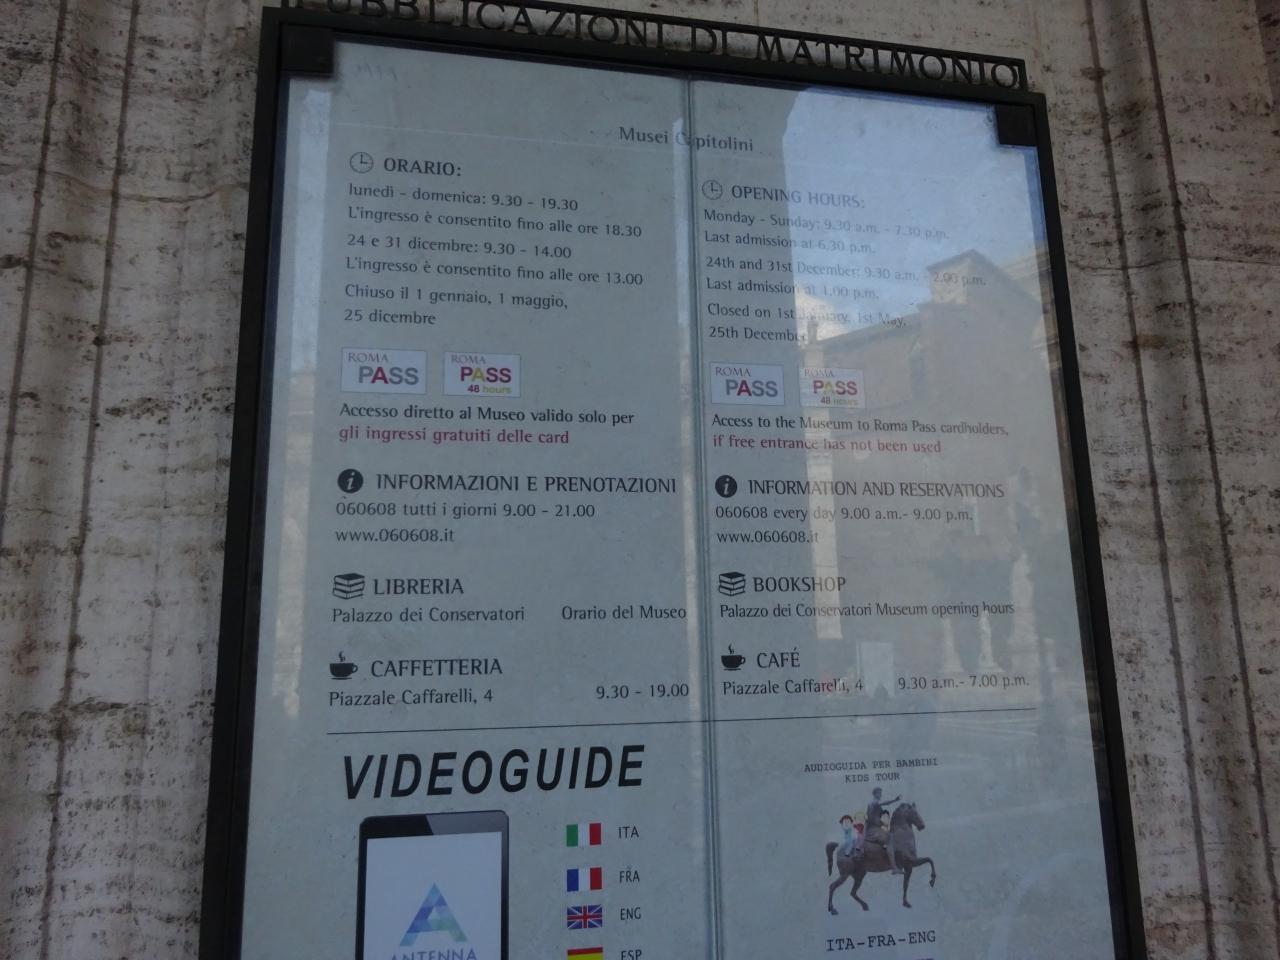 PUBBLICAZIONI DI MATRIMONIO
Musei Capitolini
ORARIO:
lunedì - domenica: 9.30 - 19.30
L'ingresso è consentito fino alle ore 18.30
24 e 31 dicembre: 9.30 - 14.00
L'ingresso è consentito fino alle ore 13.00
Chiuso il 1 gennaio, 1 maggio,
25 dicembre
ROMA
PASS
ROMA
PASS
48 hours
Accesso diretto al Museo valido solo per
gli ingressi gratuiti delle card
INFORMAZIONI E PRENOTAZIONI
060608 tutti i giorni 9.00 - 21.00
www.060608.it
LIBRERIA
Palazzo dei Conservatori Orario del Museo
CAFFETTERIA
Piazzale Caffarelli, 4 9.30 - 19.00
OPENING HOURS:
Monday - Sunday: 9.30 a.m. - 7.30 p.m.
Last admission at 6.30 p.m.
24th and 31st December: 9.30 a.m. - 2.00 p.m.
Last admission at 1.00 p.m.
Closed on 1st January, 1st May,
25th December
ROMA
PASS
ROMA
PASS
48 hours
Access to the Museum to Roma Pass cardholders,
if free entrance has not been used
INFORMATION AND RESERVATIONS
060608 every day 9.00 a.m.- 9.00 p.m.
www.060608.it
BOOKSHOP
Palazzo dei Conservatori Museum opening hours
CAFÉ
Piazzale Caffarelli, 4 9.30 a.m.- 7.00 p.m.
VIDEOGUIDE
ANTENNA
ITA
FRA
ENG
ESP
AUDIOGUIDA PER BAMBINI
KIDS TOUR
ITA-FRA-ENG